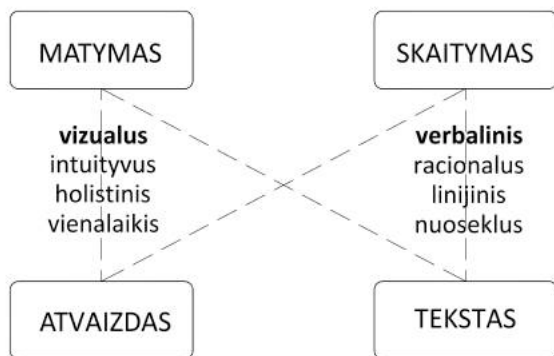 MATYMAS
SKAITYMAS
vizualus
intuityvus
holistinis
vienalaikis
verbalinis
racionalus
linijinis
nuoseklus
ATVAIZDAS
TEKSTAS